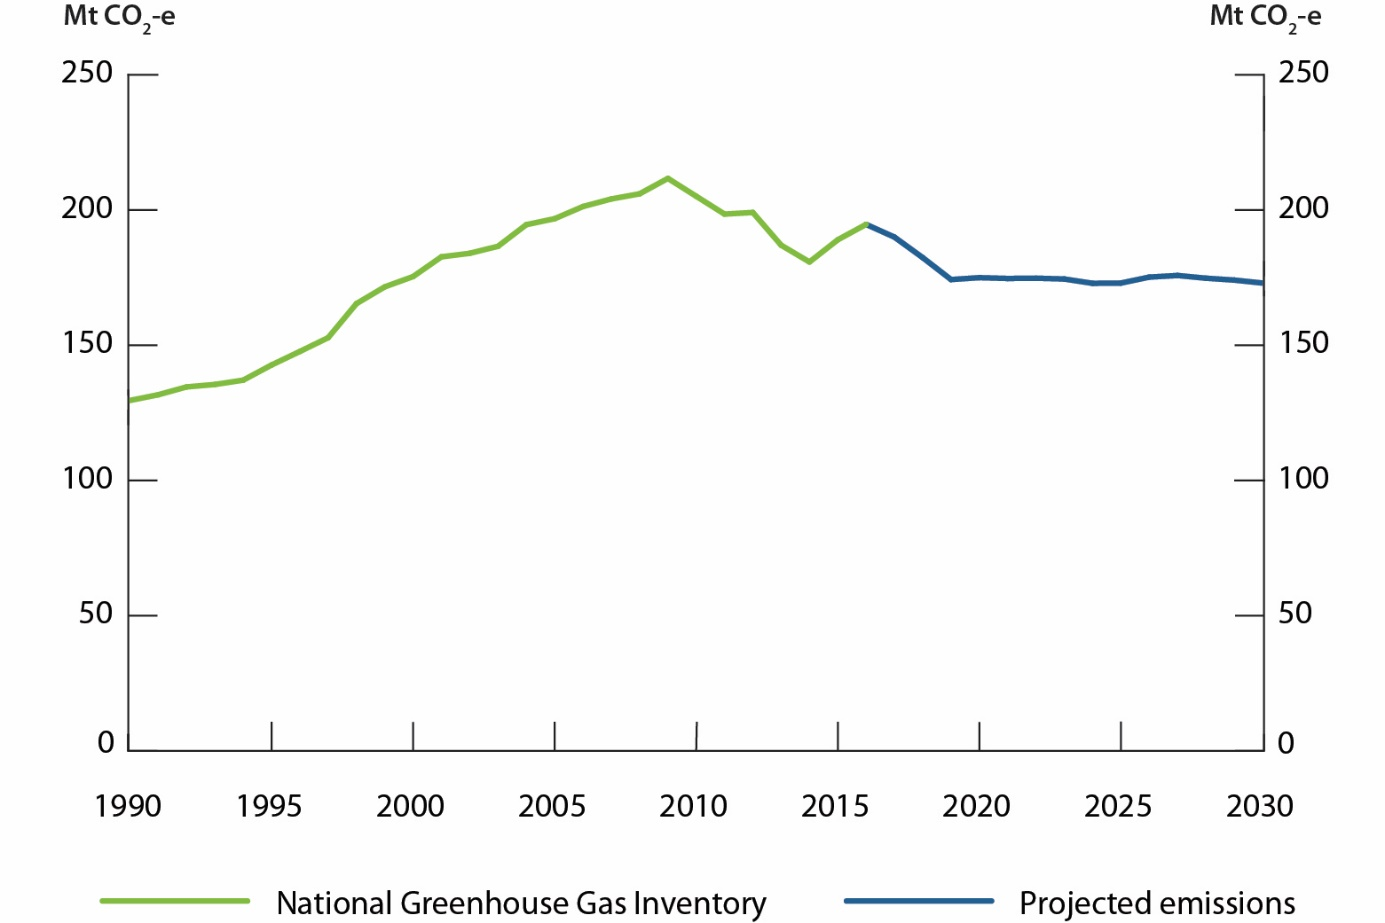 Mt CO₂-e Mt CO₂-e
250 250
200 200
150 150
100 100
50 50
0 0
1990 1995 2000 2005 2010 2015 2020 2025 2030
National Greenhouse Gas Inventory Projected emissions